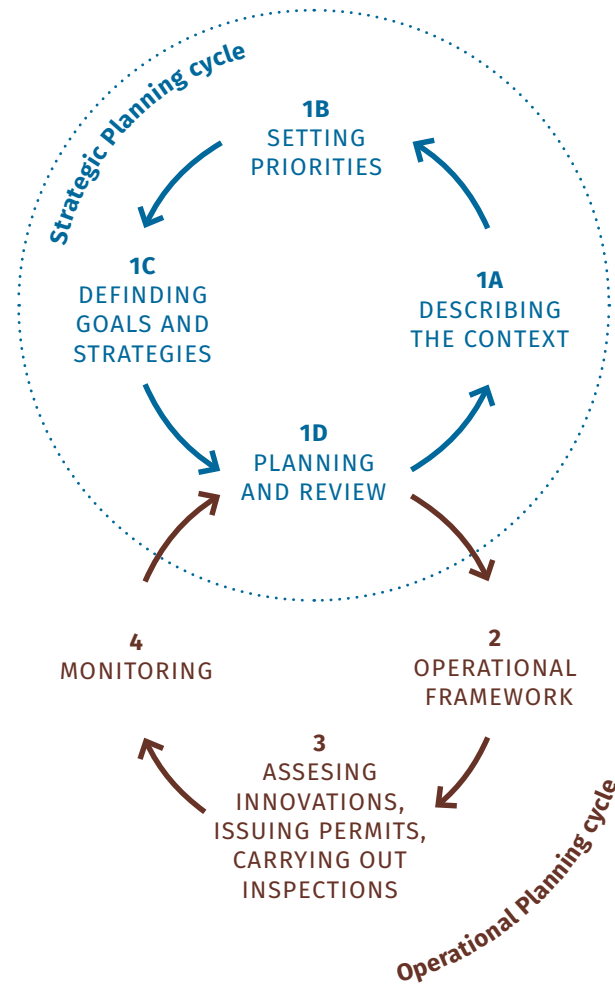 Strategic Planning cycle
1B
SETTING
PRIORITIES
1C
DEFINDING
GOALS AND
STRATEGIES
1A
DESCRIBING
THE CONTEXT
1D
PLANNING
AND REVIEW
4
MONITORING
2
OPERATIONAL
FRAMEWORK
3
ASSESING
INNOVATIONS,
ISSUING PERMITS,
CARRYING OUT
INSPECTIONS
Operational Planning cycle